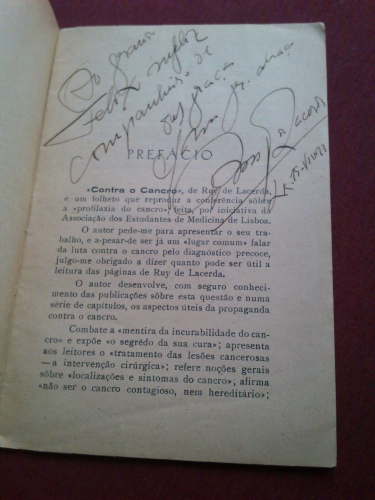 Ao grande
Felix
companheiro de
PREFÁCIO
«Contra o Cancro», de Ruy de Lacerda,
é um folheto que reproduz a conferência sôbre
a «profilaxia do cancro», feita, por iniciativa da
Associação dos Estudantes de Medicina de Lisboa.
O autor pede-me para apresentar o seu tra-
balho, e a-pesar-de ser já um «lugar comum» falar
da luta contra o cancro pelo diagnóstico precoce,
julgo-me obrigado a dizer quanto pode ser útil a
leitura das páginas de Ruy de Lacerda.
O autor desenvolve, com seguro conheci-
mento das publicações sôbre esta questão e numa
série de capítulos, os aspectos úteis da propaganda
contra o cancro.
Combate a «mentira da incurabilidade do can-
cro» e expõe «o segrêdo da sua cura»; apresenta
aos leitores o «tratamento das lesões cancerosas
—a intervenção cirúrgica»; refere noções gerais
sôbre «localizações e sintomas do cancro», afirma
«não ser o cancro contagioso, nem hereditário»;